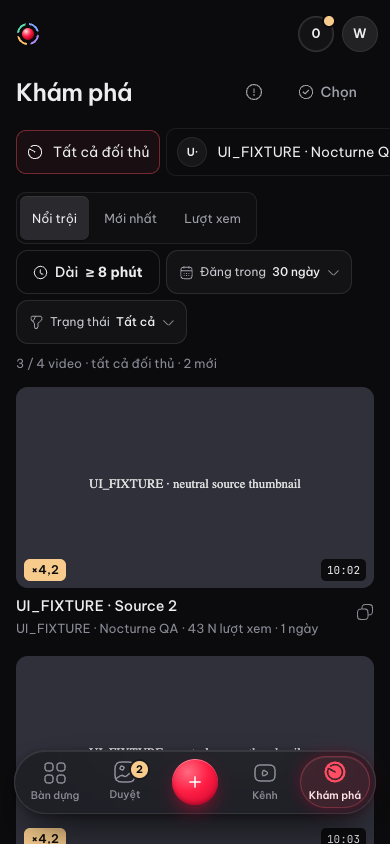 0 W
Khám phá
Chọn
Tất cả đối thủ U· UI_FIXTURE · Nocturne Q
Nổi trội Mới nhất Lượt xem
Dài ≥ 8 phút Đăng trong 30 ngày
Trạng thái Tất cả
3 / 4 video · tất cả đối thủ · 2 mới
UI_FIXTURE · neutral source thumbnail
×4,2 10:02
UI_FIXTURE · Source 2
UI_FIXTURE · Nocturne QA · 43 N lượt xem · 1 ngày
2
Bàn dựng Duyệt Kênh Khám phá
×4,2 10:03